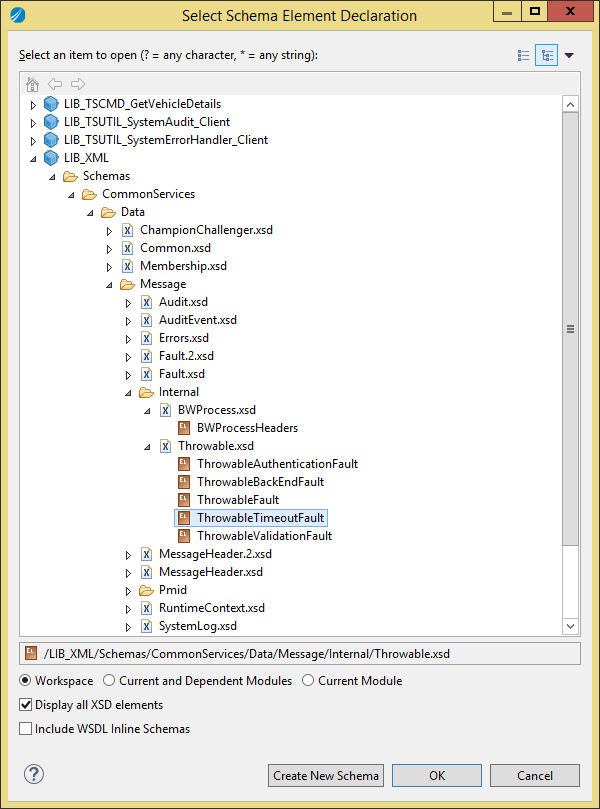 Select Schema Element Declaration
Select an item to open (? = any character, * = any string):
LIB_TSCMD_GetVehicleDetails
LIB_TSUTIL_SystemAudit_Client
LIB_TSUTIL_SystemErrorHandler_Client
LIB_XML
Schemas
CommonServices
Data
ChampionChallenger.xsd
Common.xsd
Membership.xsd
Message
Audit.xsd
AuditEvent.xsd
Errors.xsd
Fault.2.xsd
Fault.xsd
Internal
BWProcess.xsd
BWProcessHeaders
Throwable.xsd
ThrowableAuthenticationFault
ThrowableBackEndFault
ThrowableFault
ThrowableTimeoutFault
ThrowableValidationFault
MessageHeader.2.xsd
MessageHeader.xsd
Pmid
RuntimeContext.xsd
SystemLog.xsd
/LIB_XML/Schemas/CommonServices/Data/Message/Internal/Throwable.xsd
Workspace Current and Dependent Modules Current Module
Display all XSD elements
Include WSDL Inline Schemas
? Create New Schema OK Cancel